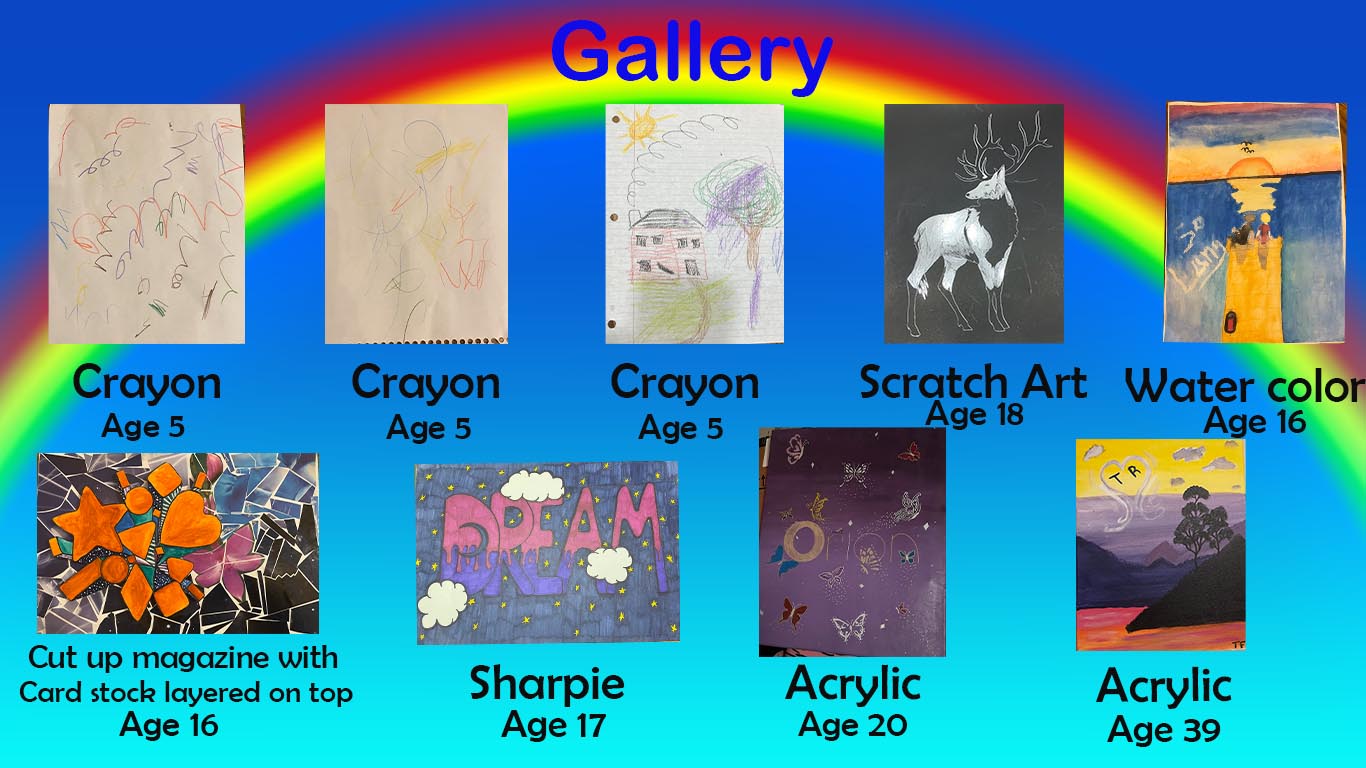 Gallery
Crayon
Age 5
Crayon
Age 5
Crayon
Age 5
Scratch Art
Age 18
Water color
Age 16
Cut up magazine with
Card stock layered on top
Age 16
DREAM
Sharpie
Age 17
Orion
Acrylic
Age 20
T R
TF
Acrylic
Age 39